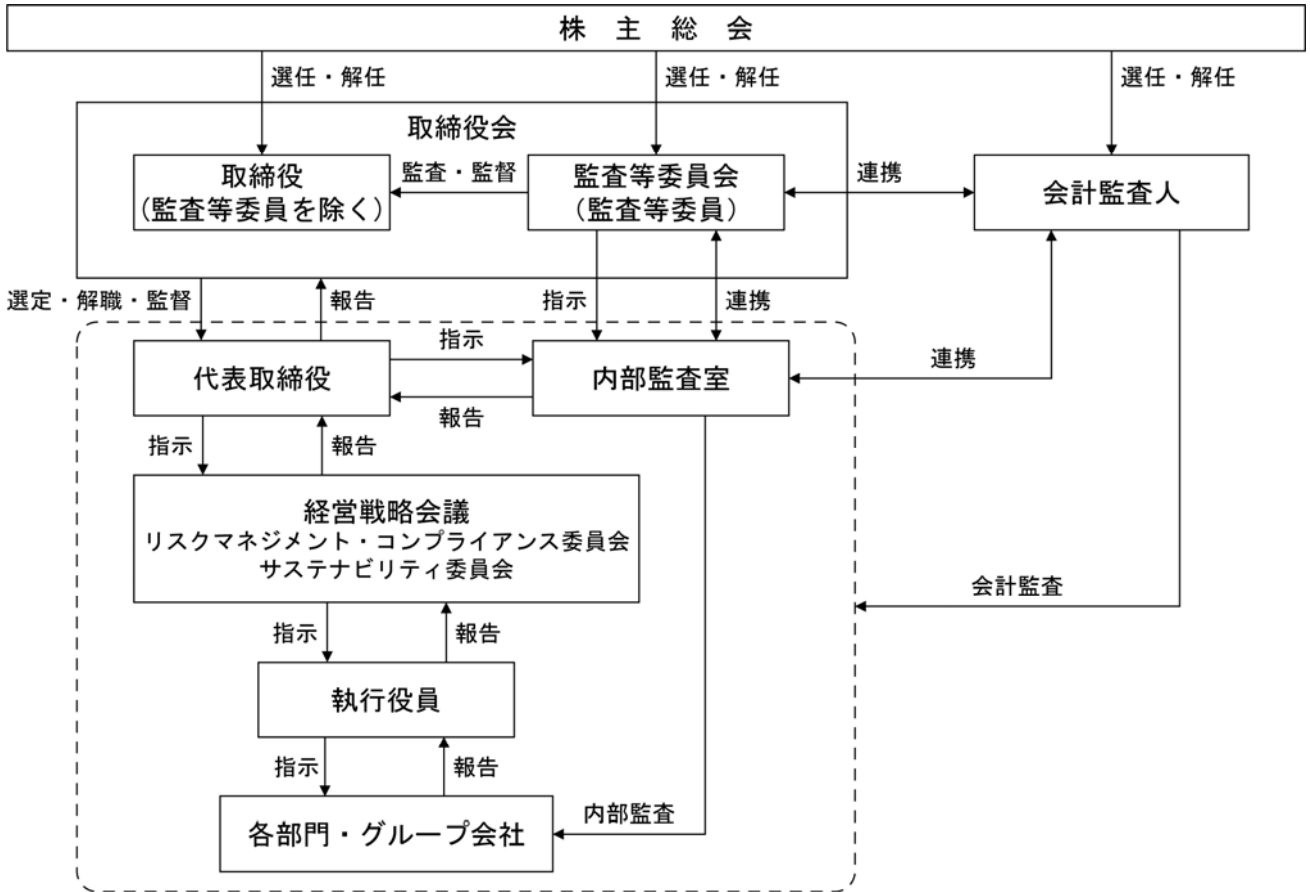 株 主 総 会
選任・解任
選任・解任
選任・解任
取締役会
取締役
(監査等委員を除く)
監査・監督
監査等委員会
(監査等委員)
連携
会計監査人
選定・解職・監督
報告
指示
連携
代表取締役
指示
報告
内部監査室
連携
指示
報告
経営戦略会議
リスクマネジメント・コンプライアンス委員会
サステナビリティ委員会
会計監査
指示
報告
執行役員
指示
報告
各部門・グループ会社
内部監査